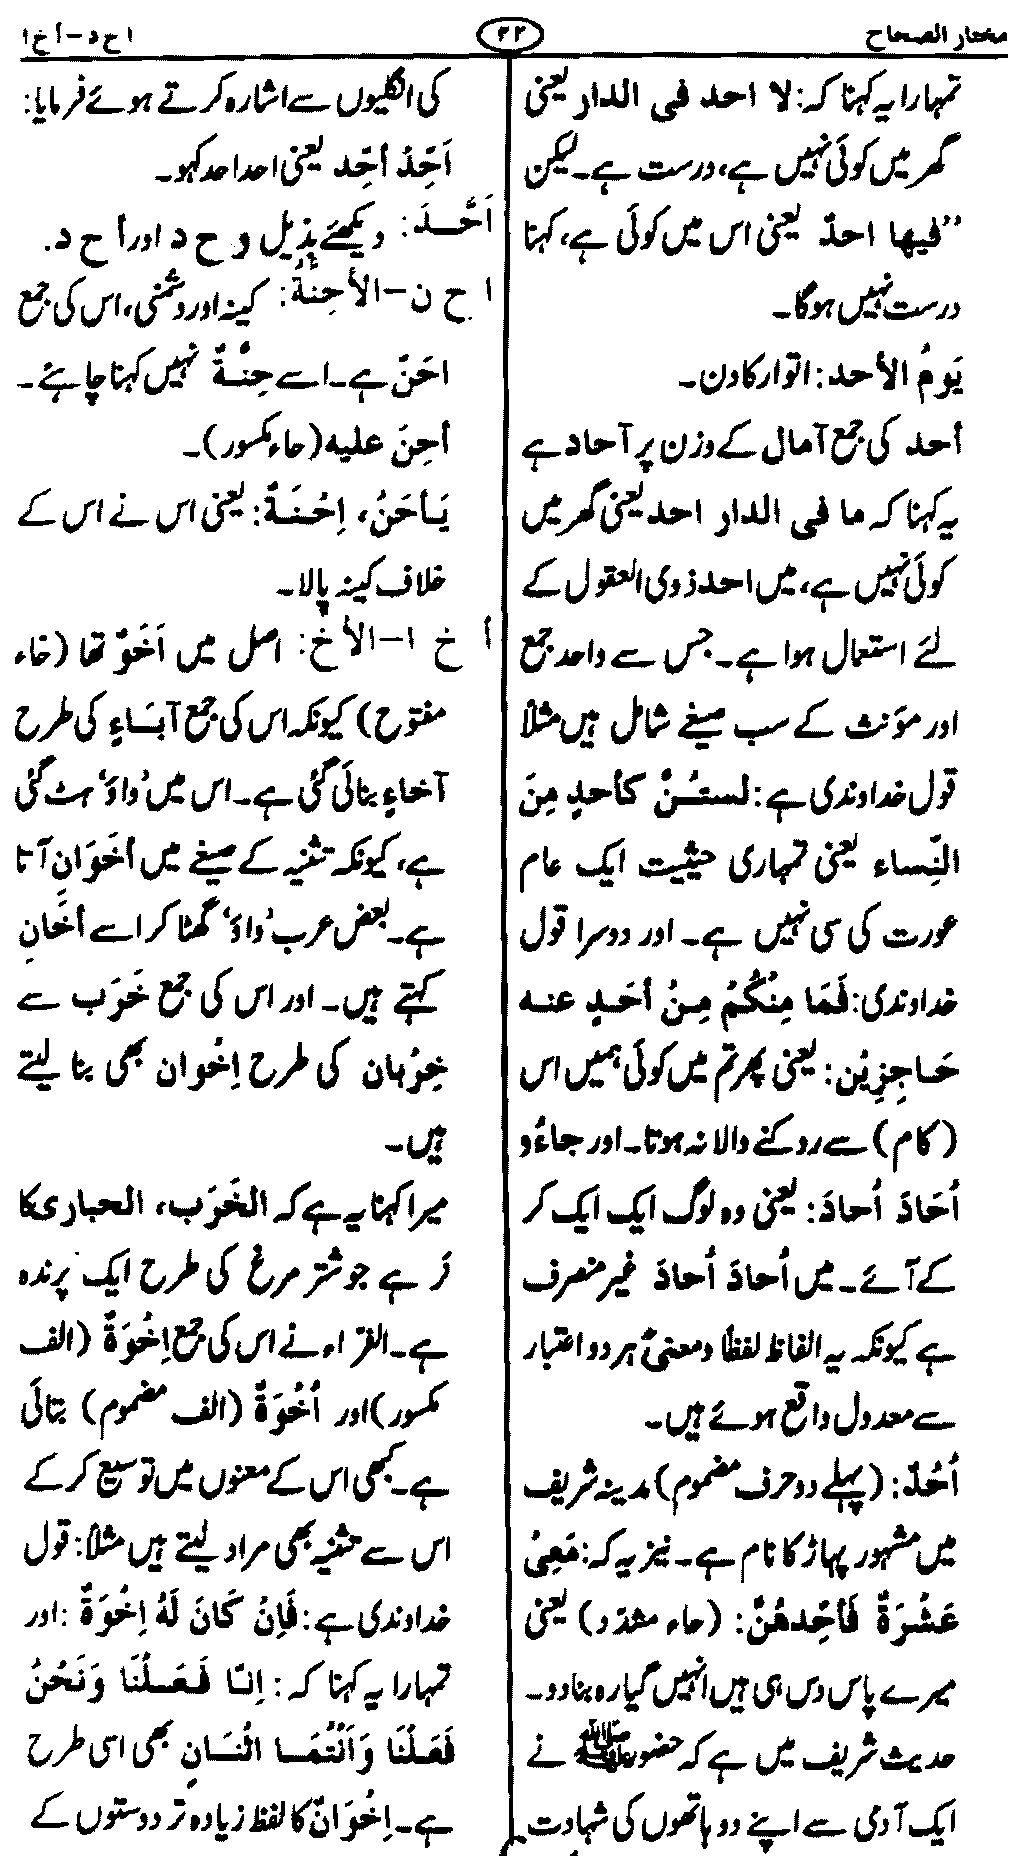 مختار الصحاح
۲۲
ا ح د – أ خ ا
تمہارا یہ کہنا کہ: لا احد فی الدار یعنی
گھر میں کوئی نہیں ہے، درست ہے۔ لیکن
”فیھا احدٌ یعنی اس میں کوئی ہے، کہنا
درست نہیں ہوگا۔
یَومُ الأحد: اتوار کا دن۔
أحد کی جمع آمال کے وزن پر آحاد ہے
یہ کہنا کہ ما فی الدار احد یعنی گھر میں
کوئی نہیں ہے، میں احد ذوی العقول کے
لئے استعمال ہوا ہے۔ جس سے واحد جمع
اور مؤنث کے سب صیغے شامل ہیں مثلاً
قول خداوندی ہے: لستُنَّ کأحدٍ مِنَ
النِّساء یعنی تمہاری حیثیت ایک عام
عورت کی سی نہیں ہے۔ اور دوسرا قول
خداوندی: فَمَا مِنْکُمْ مِنْ أحَدٍ عنه
حَاجِزِیْن: یعنی پھر تم میں کوئی ہمیں اس
(کام) سے روکنے والا نہ ہوتا۔ اور جاءُو
اُحَادَ اُحادَ: یعنی وہ لوگ ایک ایک کر
کے آئے۔ میں اُحادَ اُحادَ غیر منصرف
ہے کیونکہ یہ الفاظ لفظاً و معنیً ہر دو اعتبار
سے معدول واقع ہوئے ہیں۔
اُحُدٌ: (پہلے دو حرف مضموم) مدینہ شریف
میں مشہور پہاڑ کا نام ہے۔ نیز یہ کہ: مَعِیْ
عَشْرَةٌ فَأحِّدهُنَّ: (حاء مشدّد) یعنی
میرے پاس دس ہی ہیں انہیں گیارہ بنادو۔
حدیث شریف میں ہے کہ حضور ﷺ نے
ایک آدمی سے اپنے دو ہاتھوں کی شہادت
کی انگلیوں سے اشارہ کرتے ہوئے فرمایا:
اَحِّدْ أحِّد یعنی احد احد کہو۔
اَحَّدَ: دیکھئے بذیل و ح د اور أ ح د.
ا ح ن – الأحِنةُ: کینہ اور دشمنی، اس کی جمع
احَنٌ ہے۔ اسے حِنَّةٌ نہیں کہنا چاہئے۔
أحِنَ علیه (حاء مکسور)۔
یَأحَنُ، اِحْنَةً: یعنی اس نے اس کے
خلاف کینہ پالا۔
أ خ ا – الأخ: اصل میں اَخَوٌ تھا (خاء
مفتوح) کیونکہ اس کی جمع آبَاءٍ کی طرح
آخاءٍ بنائی گئی ہے۔ اس میں ’واؤ‘ ہٹ گئی
ہے، کیونکہ تثنیہ کے صیغے میں أخَوَانِ آتا
ہے۔ بعض عرب ’واؤ‘ گھٹا کر اسے أخَّانِ
کہتے ہیں۔ اور اس کی جمع خَرَب سے
خِرْبان کی طرح اِخْوان بھی بنا لیتے
ہیں۔
میرا کہنا یہ ہے کہ الخَرَب، الحباری کا
نَر ہے جو شتر مرغ کی طرح ایک پرندہ
ہے۔ الفرّاء نے اس کی جمع اِخْوَةٌ (الف
مکسور) اور اُخْوَةٌ (الف مضموم) بتائی
ہے۔ کبھی اس کے معنوں میں توسیع کر کے
اس سے تثنیہ بھی مراد لیتے ہیں مثلاً: قول
خداوندی ہے: فَاِنْ کَانَ لَهُ اِخْوَةٌ: اور
تمہارا یہ کہنا کہ: اِنّا فَعَلْنَا وَنَحْنُ
فَعَلْنَا وَاَنْتُمَا اثْنَانِ بھی اسی طرح
ہے۔ اِخْوَانٌ کا لفظ زیادہ تر دوستوں کے